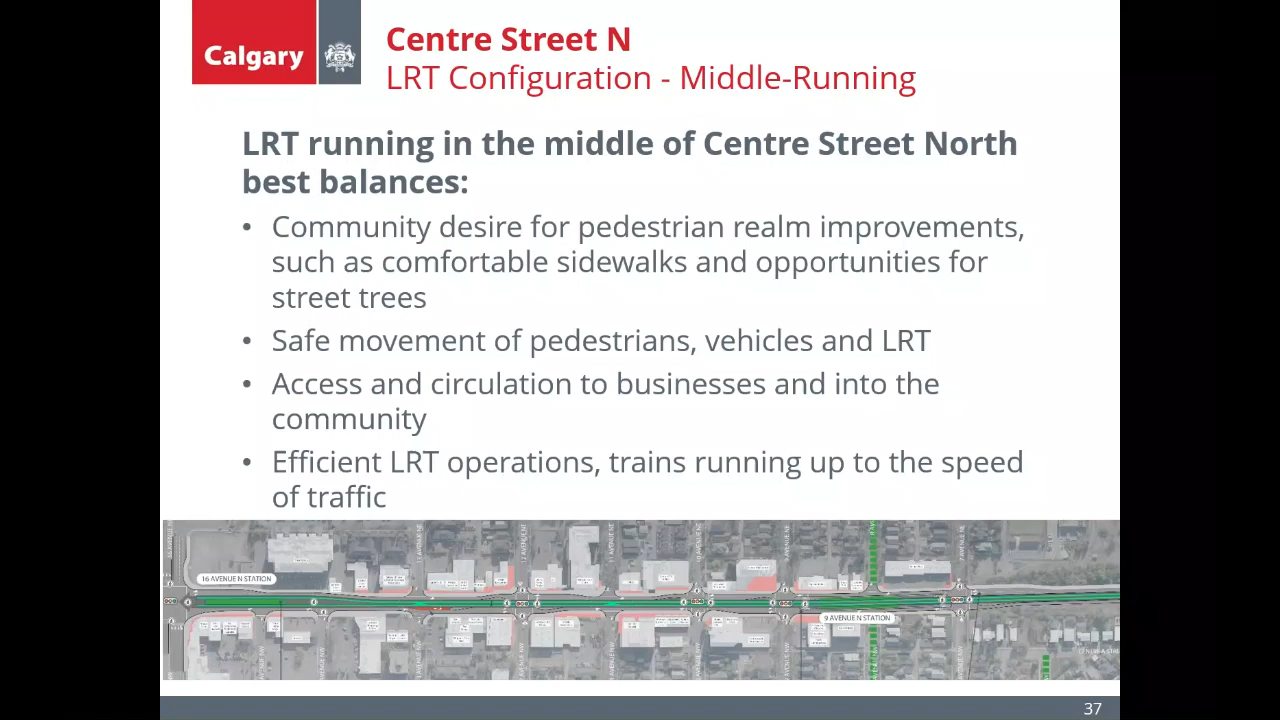 Calgary
Centre Street N
LRT Configuration - Middle-Running
LRT running in the middle of Centre Street North
best balances:
• Community desire for pedestrian realm improvements,
such as comfortable sidewalks and opportunities for
street trees
• Safe movement of pedestrians, vehicles and LRT
• Access and circulation to businesses and into the
community
• Efficient LRT operations, trains running up to the speed
of traffic
16 AVENUE N STATION
9 AVENUE N STATION
37